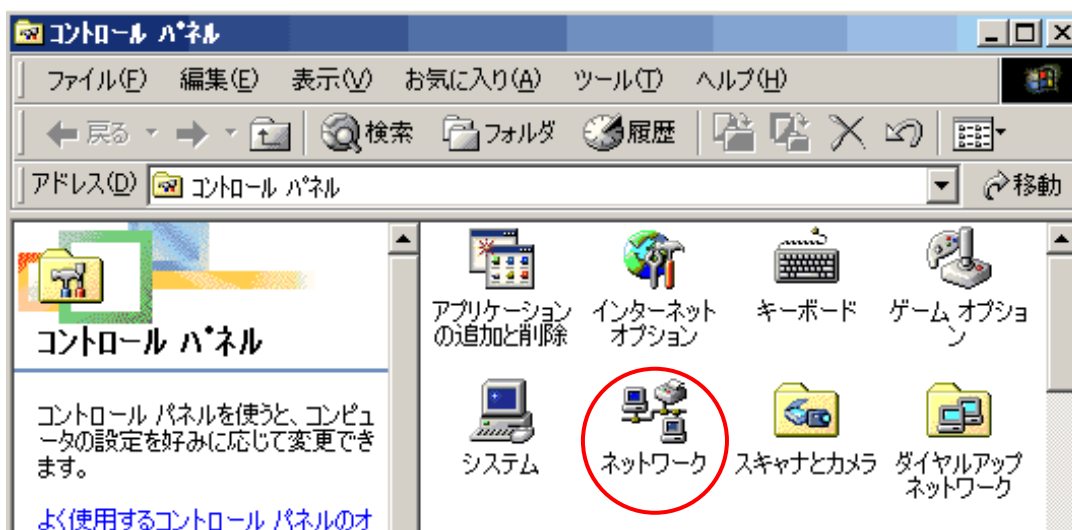 コントロール パネル
ファイル(F) 編集(E) 表示(V) お気に入り(A) ツール(T) ヘルプ(H)
戻る 検索 フォルダ 履歴
アドレス(D) コントロール パネル 移動
コントロール パネル
コントロール パネルを使うと、コンピュ
ータの設定を好みに応じて変更でき
ます。
よく使用するコントロール パネルのオ
アプリケーション
の追加と削除
インターネット
オプション
キーボード
ゲーム オプショ
ン
システム
ネットワーク
スキャナとカメラ
ダイヤルアップ
ネットワーク